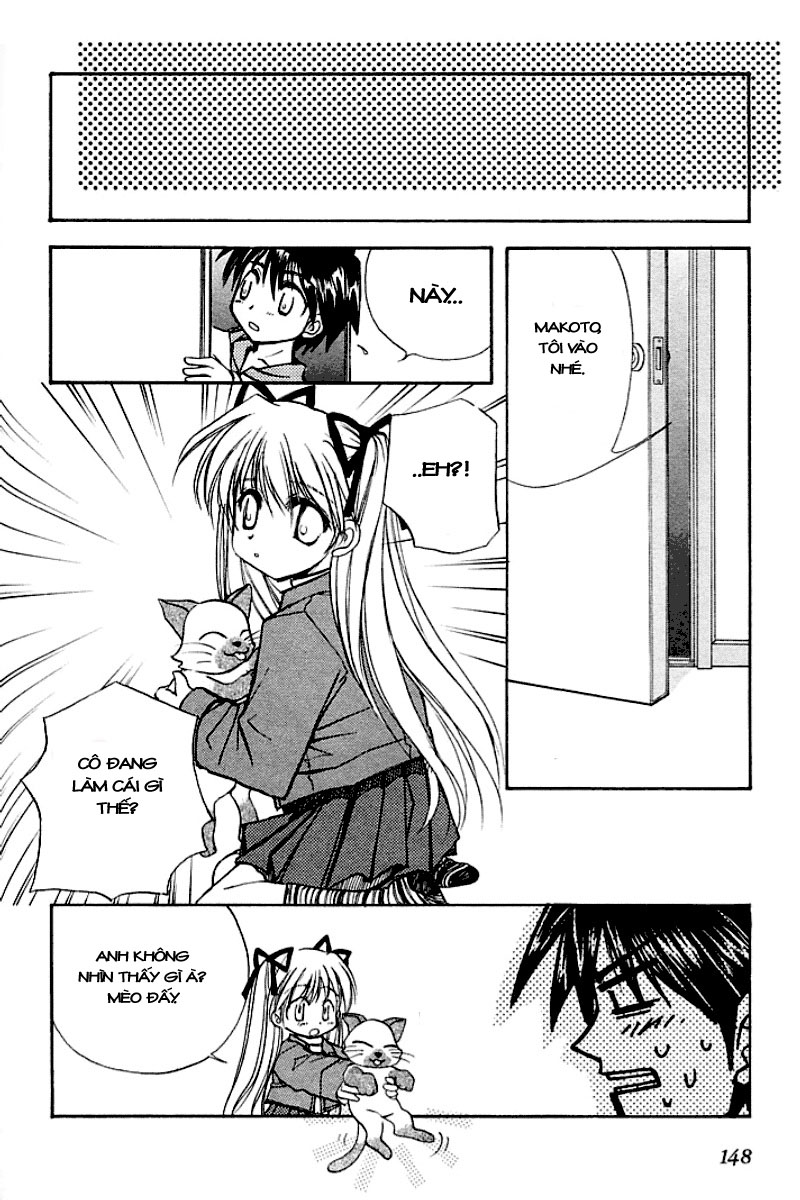 MAKOTO,
TÔI VÀO
NHÉ.
NÀY...
..EH?!
CÔ ĐANG
LÀM CÁI GÌ
THẾ?
ANH KHÔNG
NHÌN THẤY GÌ À?
MÈO ĐẤY.
148